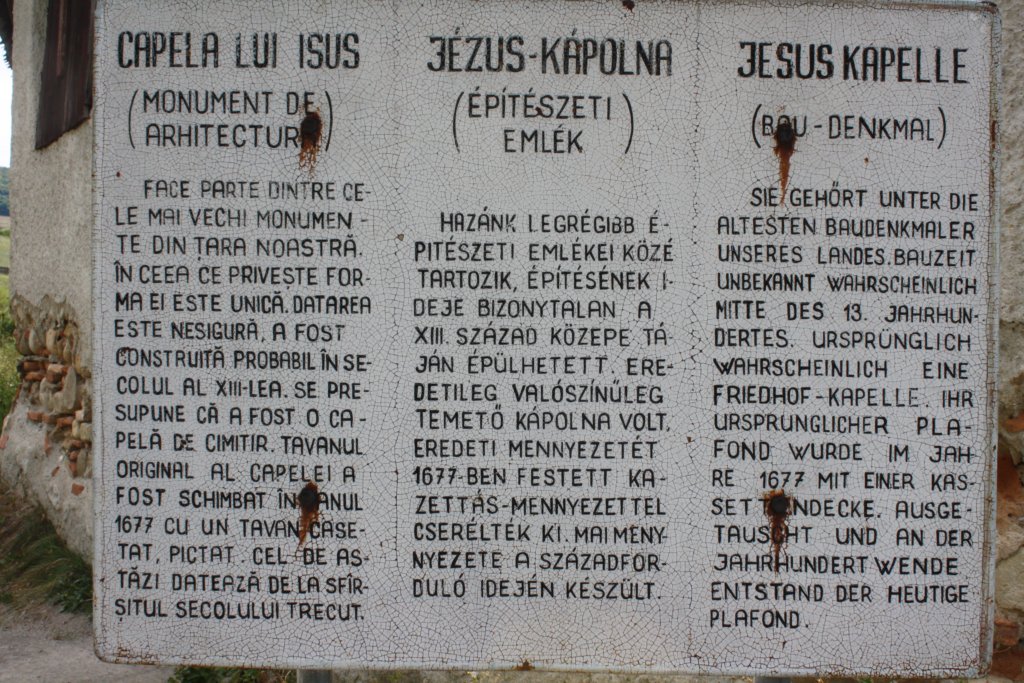 CAPELA LUI ISUS
(MONUMENT DE
ARHITECTUR)
FACE PARTE DINTRE CE-
LE MAI VECHI MONUMEN-
TE DIN ȚARA NOASTRĂ.
ÎN CEEA CE PRIVEȘTE FOR-
MA EI ESTE UNICĂ. DATAREA
ESTE NESIGURĂ, A FOST
CONSTRUITĂ PROBABIL ÎN SE-
COLUL AL XIII-LEA. SE PRE-
SUPUNE CĂ A FOST O CA-
PELĂ DE CIMITIR. TAVANUL
ORIGINAL AL CAPELEI A
FOST SCHIMBAT ÎN ANUL
1677 CU UN TAVAN CASE-
TAT, PICTAT. CEL DE AS-
TĂZI DATEAZĂ DE LA SFÎR-
ȘITUL SECOLULUI TRECUT.
JÉZUS-KÁPOLNA
(ÉPÍTÉSZETI
EMLÉK)
HAZÁNK LEGRÉGIBB É-
PITÉSZETI EMLÉKEI KÖZÉ
TARTOZIK, ÉPÍTÉSÉNEK I-
DEJE BIZONYTALAN A
XIII. SZÁZAD KÖZEPE TÁ-
JÁN ÉPÜLHETETT. ERE-
DETILEG VALÓSZÍNŰLEG
TEMETŐ KÁPOLNA VOLT,
EREDETI MENNYEZETÉT
1677-BEN FESTETT KA-
ZETTÁS-MENNYEZETTEL
CSERÉLTÉK KI. MAI MENY-
NYEZETE A SZÁZADFOR-
DULÓ IDEJÉN KÉSZÜLT.
JESUS KAPELLE
(BAU-DENKMAL)
SIE GEHÖRT UNTER DIE
ÄLTESTEN BAUDENKMALER
UNSERES LANDES. BAUZEIT
UNBEKANNT WAHRSCHEINLICH
MITTE DES 13. JAHRHUN-
DERTES. URSPRÜNGLICH
WAHRSCHEINLICH EINE
FRIEDHOF-KAPELLE. IHR
URSPRÜNGLICHER PLA-
FOND WURDE IM JAH-
RE 1677 MIT EINER KAS-
SETTENDECKE. AUSGE-
TAUSCHT UND AN DER
JAHRHUNDERT WENDE
ENTSTAND DER HEUTIGE
PLAFOND.